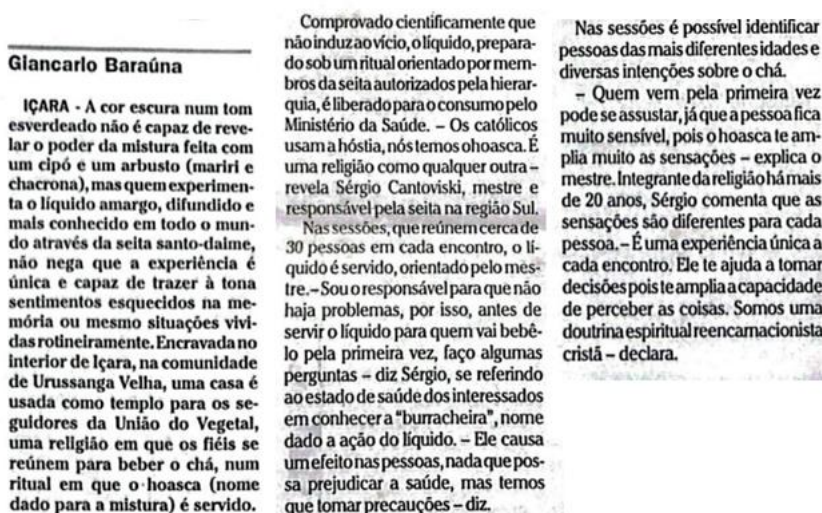 Giancarlo Baraúna
IÇARA - A cor escura num tom
esverdeado não é capaz de reve-
lar o poder da mistura feita com
um cipó e um arbusto (mariri e
chacrona), mas quem experimen-
ta o líquido amargo, difundido e
mais conhecido em todo o mun-
do através da seita santo-daime,
não nega que a experiência é
única e capaz de trazer à tona
sentimentos esquecidos na me-
mória ou mesmo situações vivi-
das rotineiramente. Encravada no
interior de Içara, na comunidade
de Urussanga Velha, uma casa é
usada como templo para os se-
guidores da União do Vegetal,
uma religião em que os fiéis se
reúnem para beber o chá, num
ritual em que o hoasca (nome
dado para a mistura) é servido.
Comprovado cientificamente que
não induz ao vício, o líquido, prepara-
do sob um ritual orientado por mem-
bros da seita autorizados pela hierar-
quia, é liberado para o consumo pelo
Ministério da Saúde. – Os católicos
usam a hóstia, nós temos ohoasca. É
uma religião como qualquer outra –
revela Sérgio Cantoviski, mestre e
responsável pela seita na região Sul.
Nas sessões, que reúnem cerca de
30 pessoas em cada encontro, o lí-
quido é servido, orientado pelo mes-
tre. – Sou o responsável para que não
haja problemas, por isso, antes de
servir o líquido para quem vai bebê-
lo pela primeira vez, faço algumas
perguntas – diz Sérgio, se referindo
ao estado de saúde dos interessados
em conhecer a "burracheira", nome
dado a ação do líquido. – Ele causa
um efeito nas pessoas, nada que pos-
sa prejudicar a saúde, mas temos
que tomar precauções – diz.
Nas sessões é possível identificar
pessoas das mais diferentes idades e
diversas intenções sobre o chá.
– Quem vem pela primeira vez
pode se assustar, já que a pessoa fica
muito sensível, pois o hoasca te am-
plia muito as sensações – explica o
mestre. Integrante da religião há mais
de 20 anos, Sérgio comenta que as
sensações são diferentes para cada
pessoa. – É uma experiência única a
cada encontro. Ele te ajuda a tomar
decisões pois te amplia a capacidade
de perceber as coisas. Somos uma
doutrina espiritual reencarnacionista
cristã – declara.